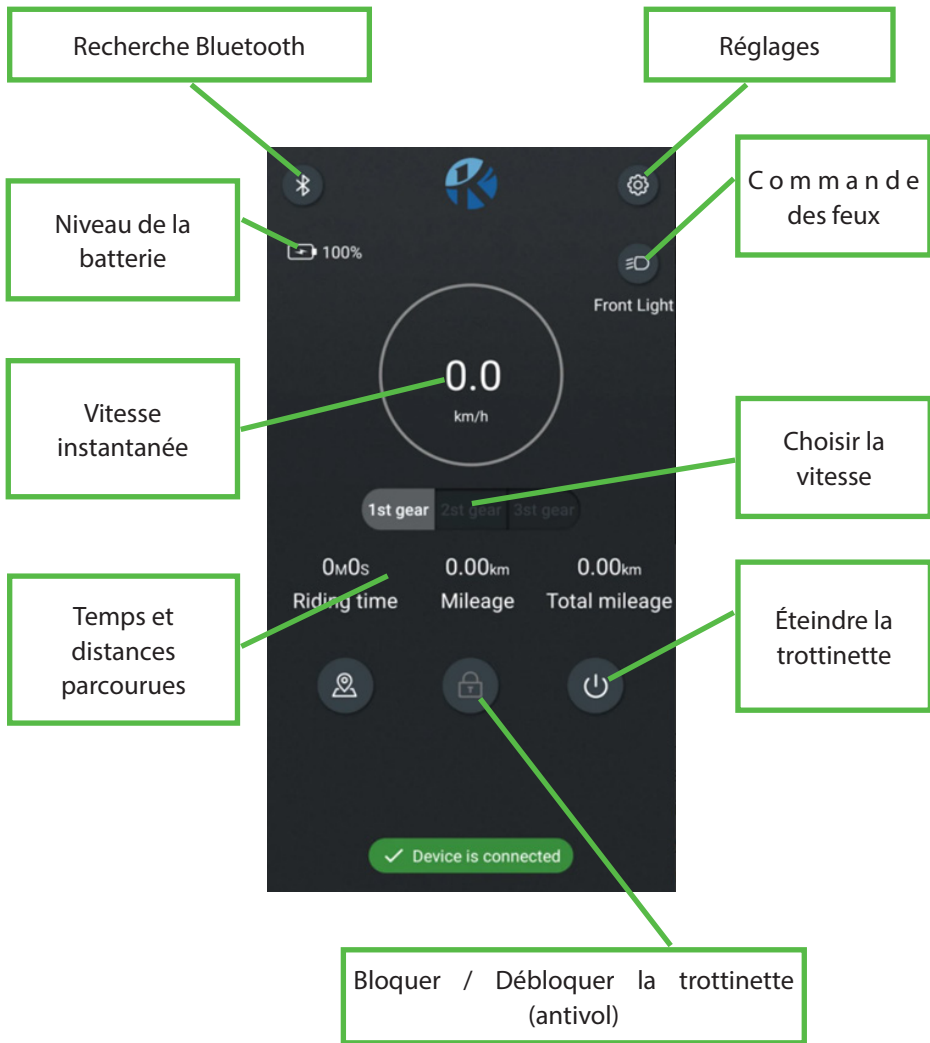 Recherche Bluetooth
Réglages
Commande
des feux
Niveau de la
batterie
100%
Front Light
0.0
km/h
Vitesse
instantanée
Choisir la
vitesse
1st gear 2st gear 3st gear
0M0S 0.00km 0.00km
Riding time Mileage Total mileage
Temps et
distances
parcourues
Éteindre la
trottinette
Device is connected
Bloquer / Débloquer la trottinette
(antivol)